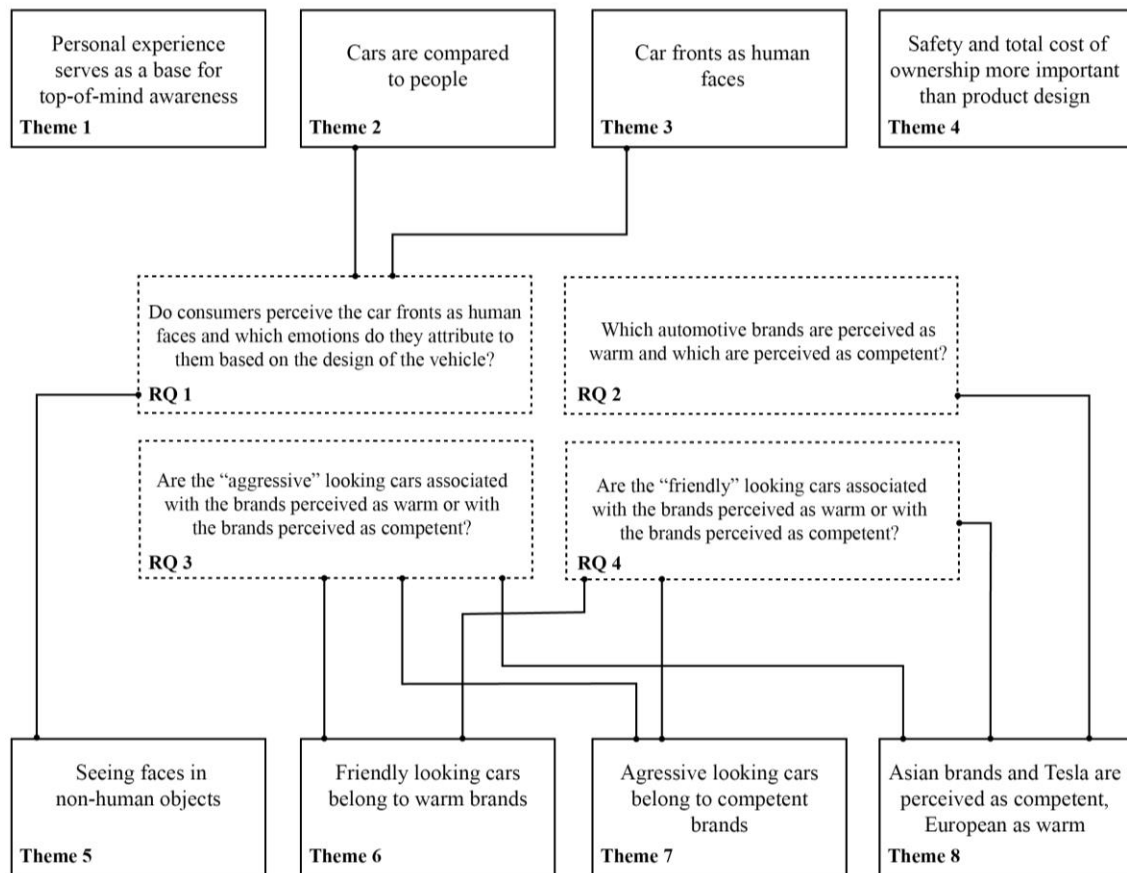 Personal experience
serves as a base for
top-of-mind awareness
Theme 1
Cars are compared
to people
Theme 2
Car fronts as human
faces
Theme 3
Safety and total cost of
ownership more important
than product design
Theme 4
Do consumers perceive the car fronts as human
faces and which emotions do they attribute to
them based on the design of the vehicle?
RQ 1
Which automotive brands are perceived as
warm and which are perceived as competent?
RQ 2
Are the “aggressive” looking cars associated
with the brands perceived as warm or with
the brands perceived as competent?
RQ 3
Are the “friendly” looking cars associated
with the brands perceived as warm or with
the brands perceived as competent?
RQ 4
Seeing faces in
non-human objects
Theme 5
Friendly looking cars
belong to warm brands
Theme 6
Agressive looking cars
belong to competent
brands
Theme 7
Asian brands and Tesla are
perceived as competent,
European as warm
Theme 8